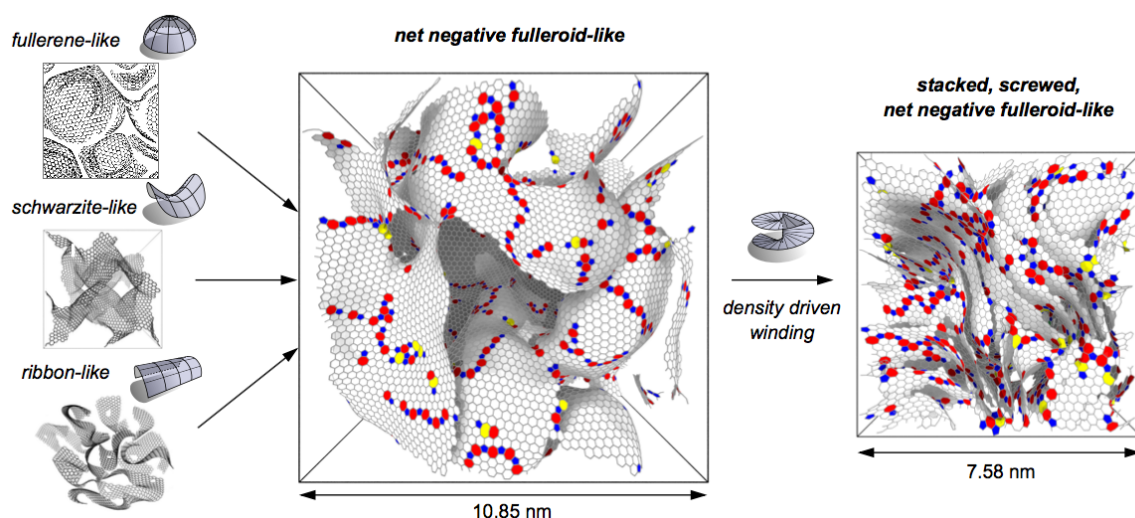 fullerene-like
schwarzite-like
ribbon-like
net negative fulleroid-like
10.85 nm
density driven
winding
stacked, screwed,
net negative fulleroid-like
7.58 nm